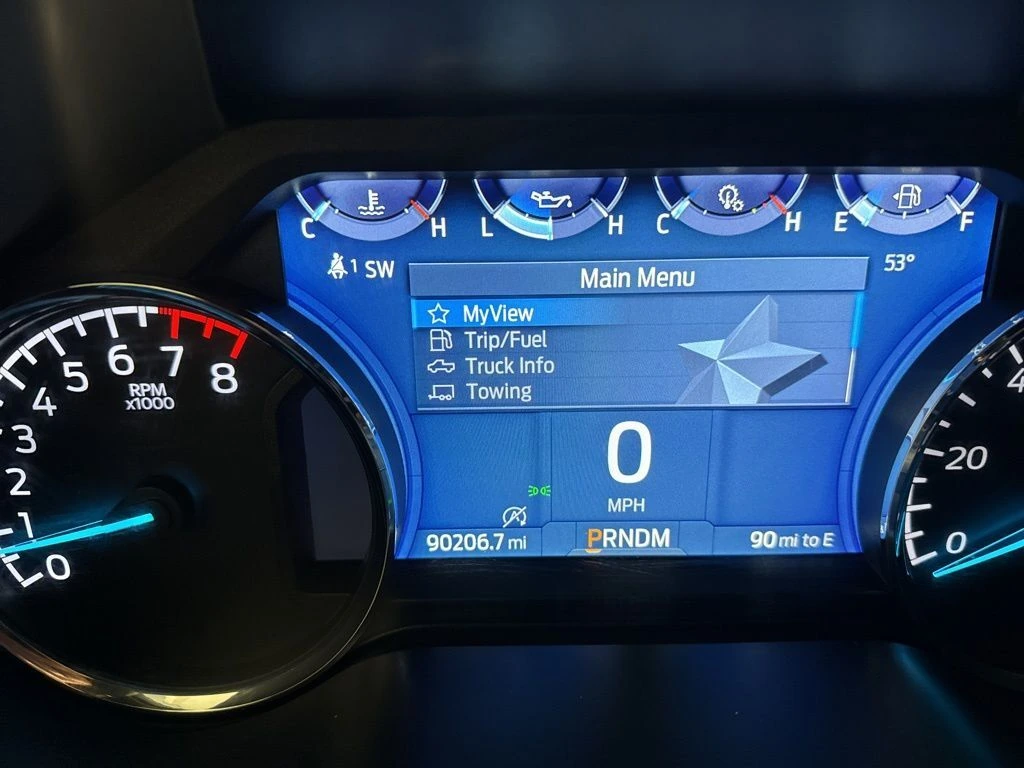 C H L H C H E F
1 SW
53°
Main Menu
MyView
Trip/Fuel
Truck Info
Towing
0
MPH
90206.7 mi
PRNDM
90 mi to E
0
1
2
3
4
5
6
7
8
RPM
x1000
0
20